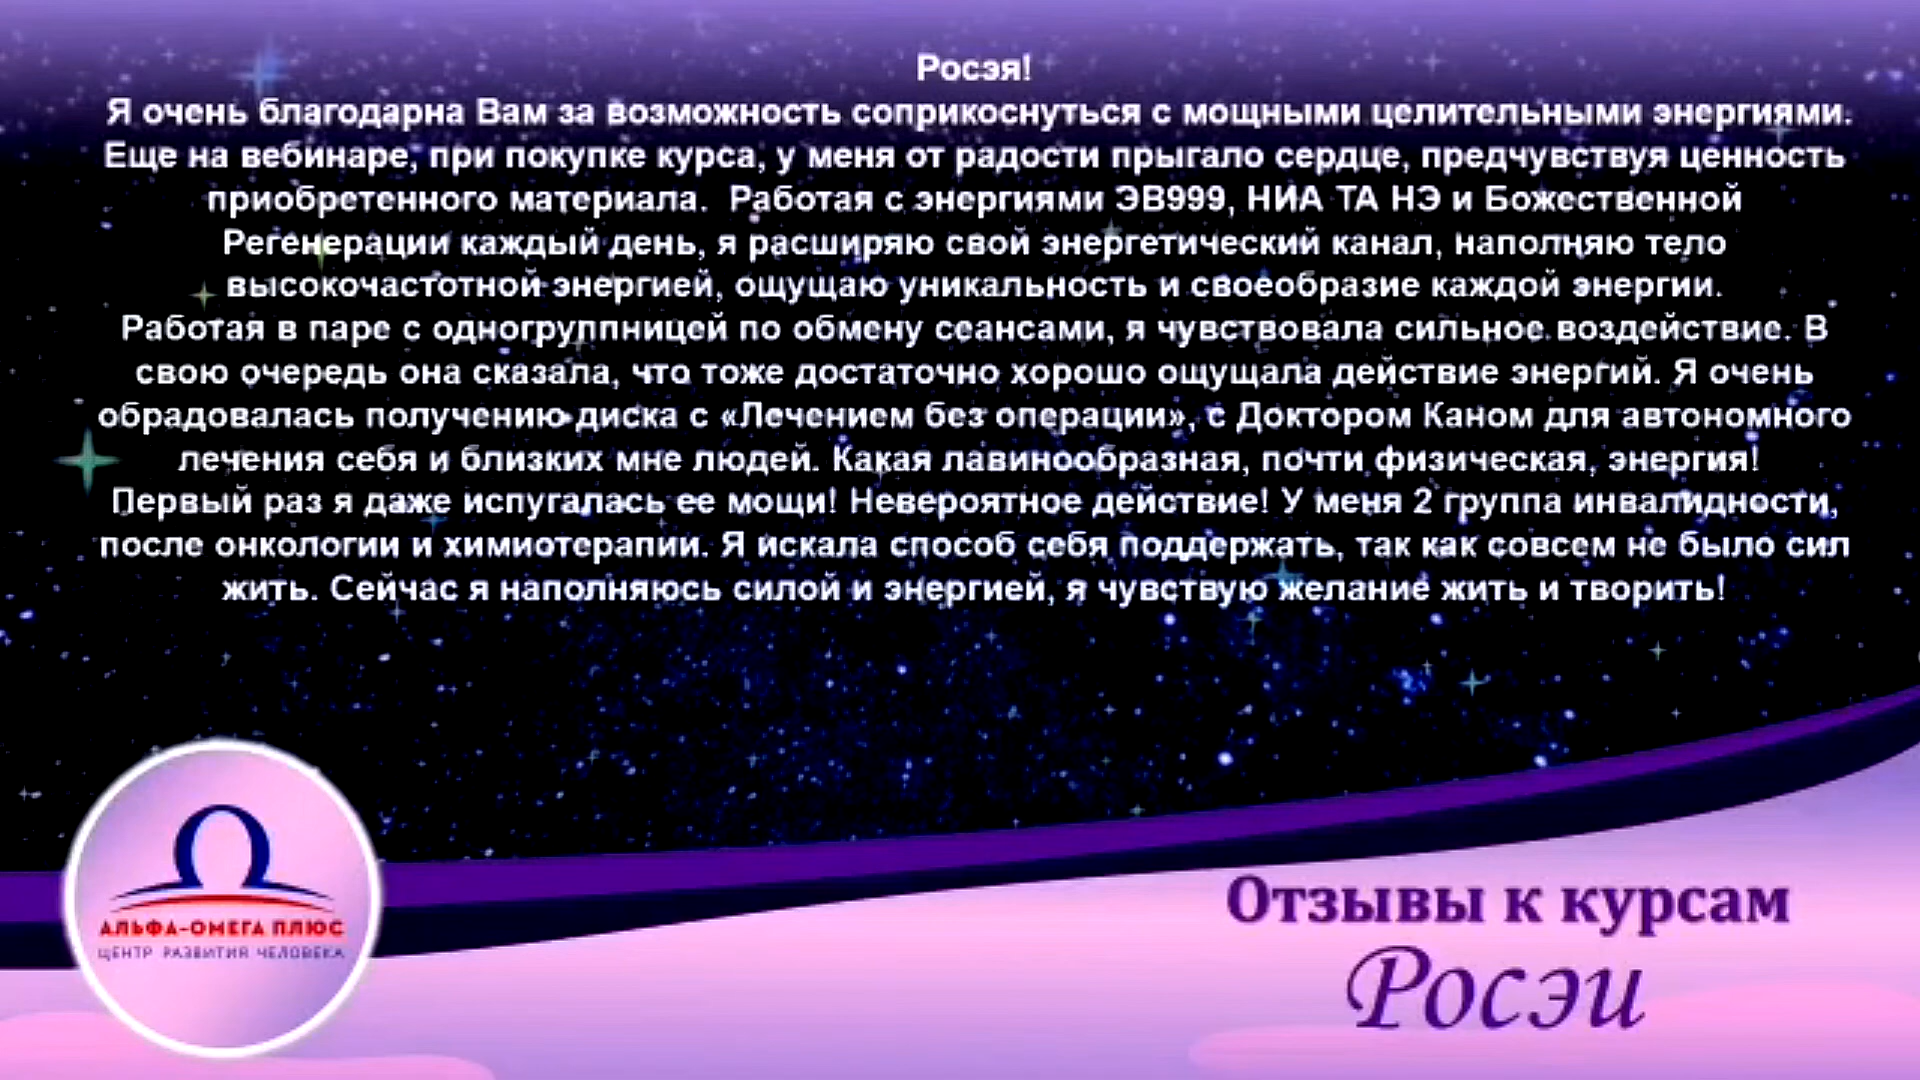 Росэя!
Я очень благодарна Вам за возможность соприкоснуться с мощными целительными энергиями.
Еще на вебинаре, при покупке курса, у меня от радости прыгало сердце, предчувствуя ценность
приобретенного материала. Работая с энергиями ЭВ999, НИА ТА НЭ и Божественной
Регенерации каждый день, я расширяю свой энергетический канал, наполняю тело
высокочастотной энергией, ощущаю уникальность и своеобразие каждой энергии.
Работая в паре с одногруппницей по обмену сеансами, я чувствовала сильное воздействие. В
свою очередь она сказала, что тоже достаточно хорошо ощущала действие энергий. Я очень
обрадовалась получению диска с «Лечением без операции», с Доктором Каном для автономного
лечения себя и близких мне людей. Какая лавинообразная, почти физическая, энергия!
Первый раз я даже испугалась ее мощи! Невероятное действие! У меня 2 группа инвалидности,
после онкологии и химиотерапии. Я искала способ себя поддержать, так как совсем не было сил
жить. Сейчас я наполняюсь силой и энергией, я чувствую желание жить и творить!
АЛЬФА-ОМЕГА ПЛЮС
ЦЕНТР РАЗВИТИЯ ЧЕЛОВЕКА
Отзывы к курсам
Росэи